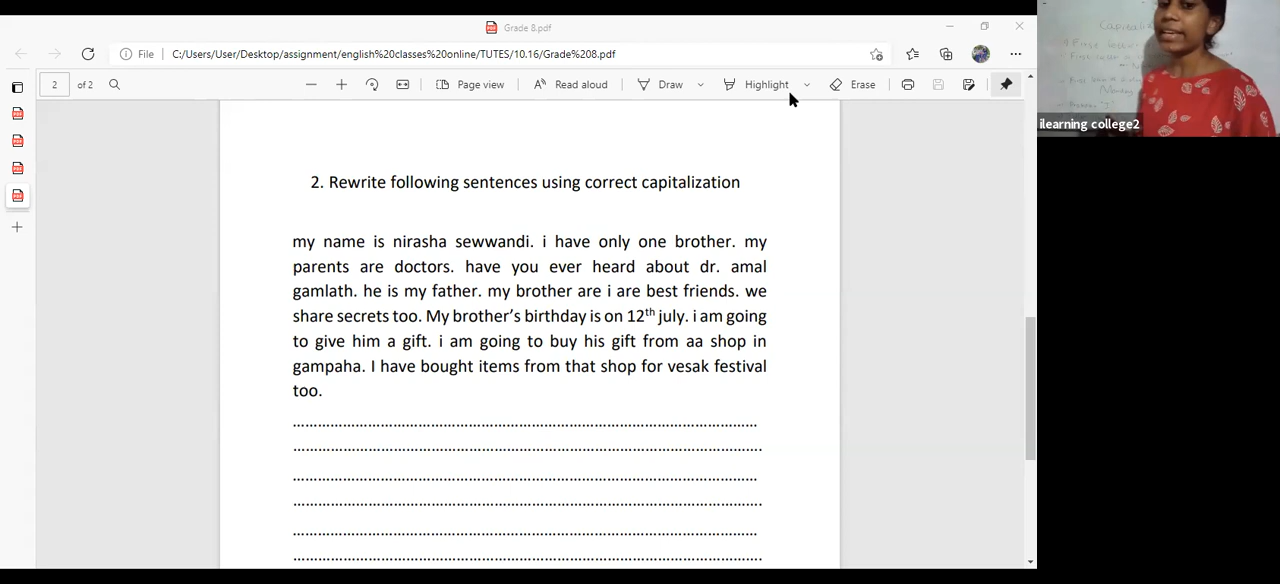 Grade 8.pdf
File
C:/Users/User/Desktop/assignment/english%20classes%20online/TUTES/10.16/Grade%208.pdf
2 of 2
Page view
Read aloud
Draw
Highlight
Erase
ilearning college2
2. Rewrite following sentences using correct capitalization
my name is nirasha sewwandi. i have only one brother. my
parents are doctors. have you ever heard about dr. amal
gamlath. he is my father. my brother are i are best friends. we
share secrets too. My brother’s birthday is on 12th july. i am going
to give him a gift. i am going to buy his gift from aa shop in
gampaha. I have bought items from that shop for vesak festival
too.